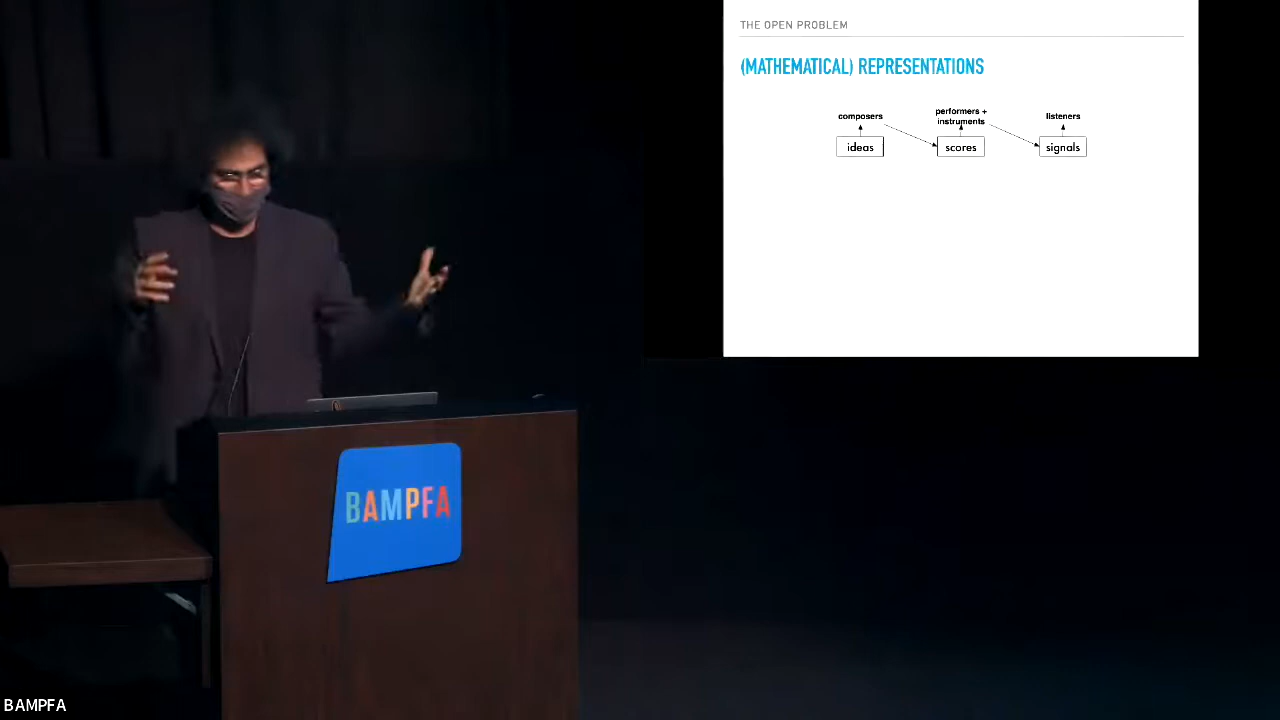 THE OPEN PROBLEM
(MATHEMATICAL) REPRESENTATIONS
composers
performers +
instruments
listeners
ideas
scores
signals
BAMPFA
BAMPFA